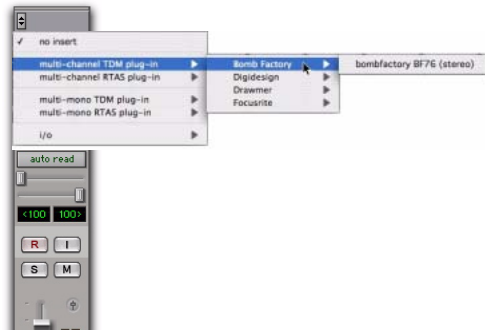 ✓ no insert
multi-channel TDM plug-in
multi-channel RTAS plug-in
multi-mono TDM plug-in
multi-mono RTAS plug-in
i/o
Bomb Factory
Digidesign
Drawmer
Focusrite
bombfactory BF76 (stereo)
auto read
<100 100>
R I
S M